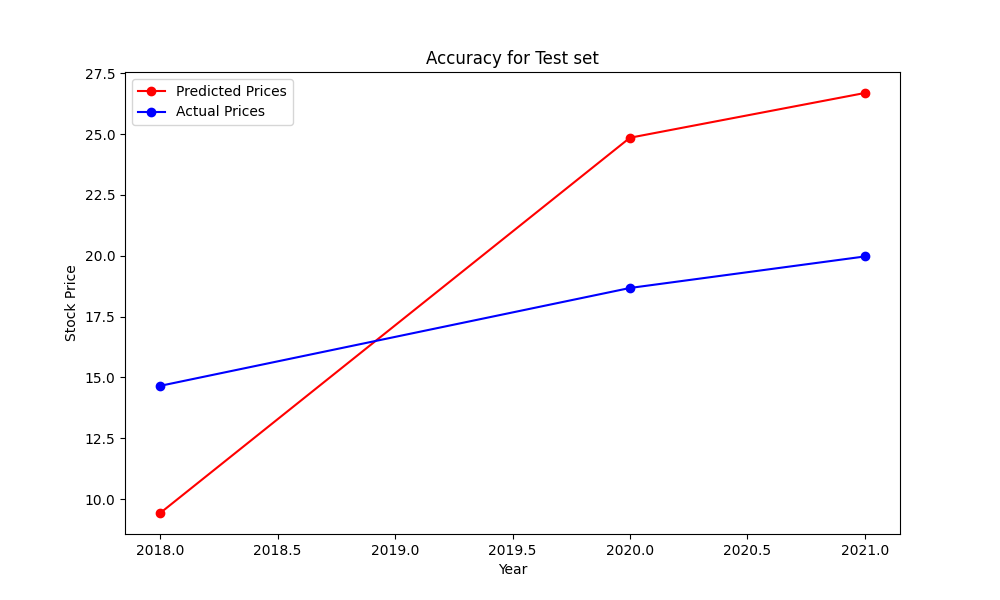 Accuracy for Test set
Predicted Prices
Actual Prices
27.5
25.0
22.5
20.0
17.5
15.0
12.5
10.0
Stock Price
2018.0 2018.5 2019.0 2019.5 2020.0 2020.5 2021.0
Year